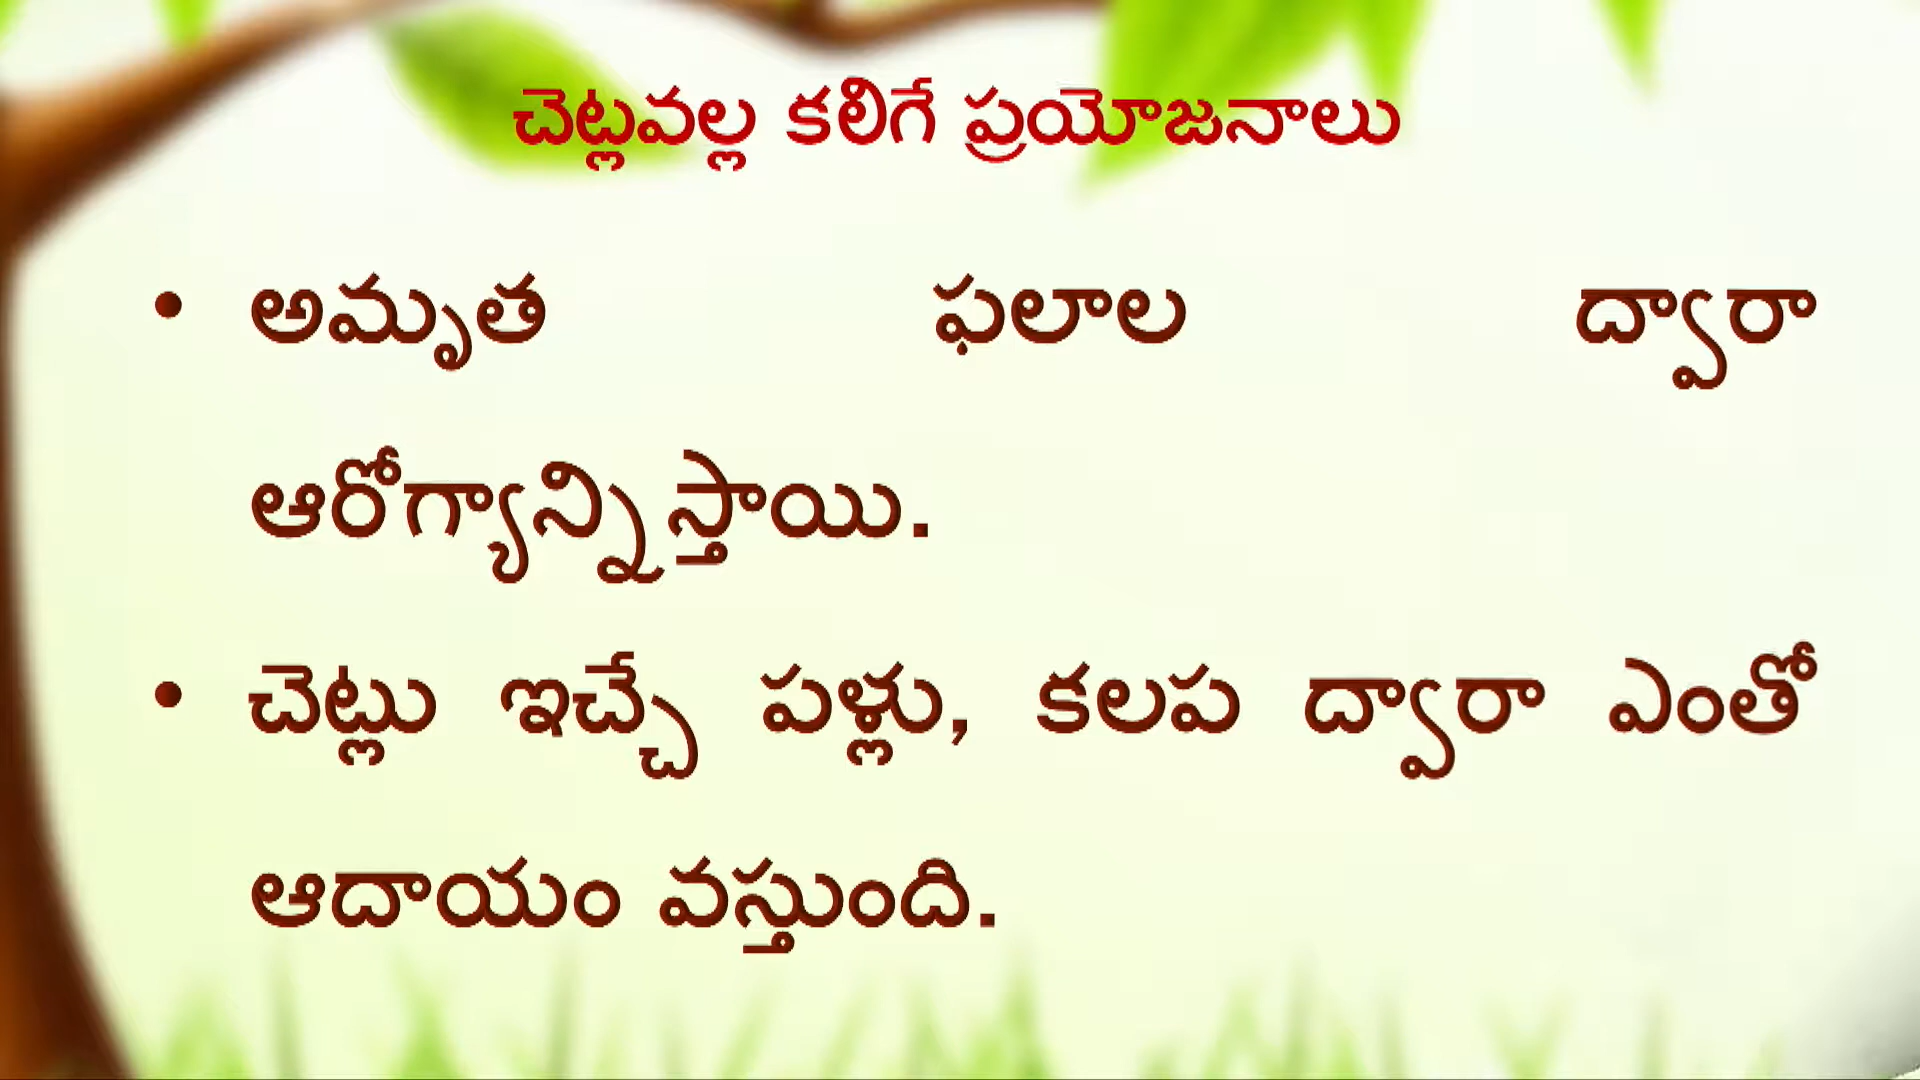 చెట్లవల్ల కలిగే ప్రయోజనాలు
• అమృత ఫలాల ద్వారా
ఆరోగ్యాన్నిస్తాయి.
• చెట్లు ఇచ్చే పళ్లు, కలప ద్వారా ఎంతో
ఆదాయం వస్తుంది.